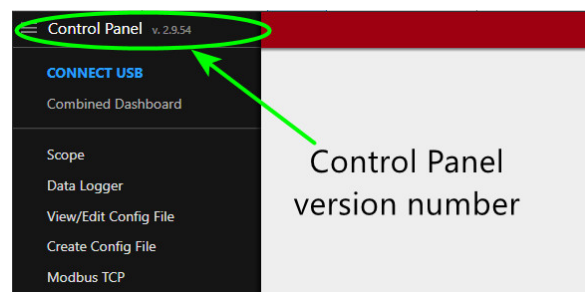 Control Panel v. 2.9.54
CONNECT USB
Combined Dashboard
Scope
Data Logger
View/Edit Config File
Create Config File
Modbus TCP
Control Panel
version number